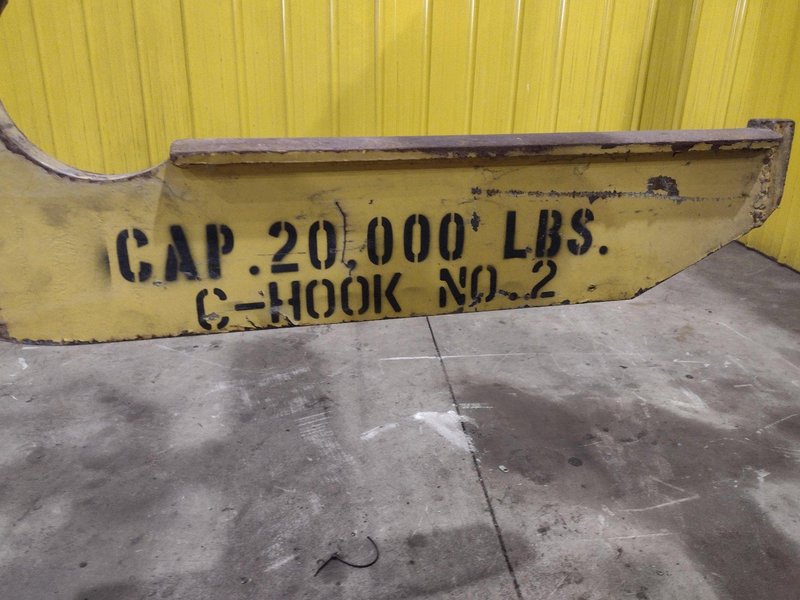 CAP. 20,000 LBS.
C-HOOK NO. 2